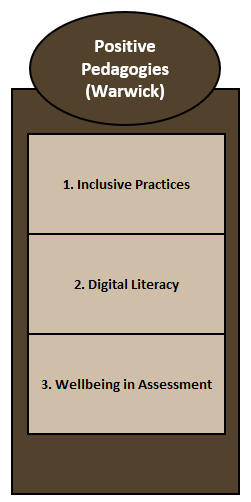 Positive
Pedagogies
(Warwick)
1. Inclusive Practices
2. Digital Literacy
3. Wellbeing in Assessment